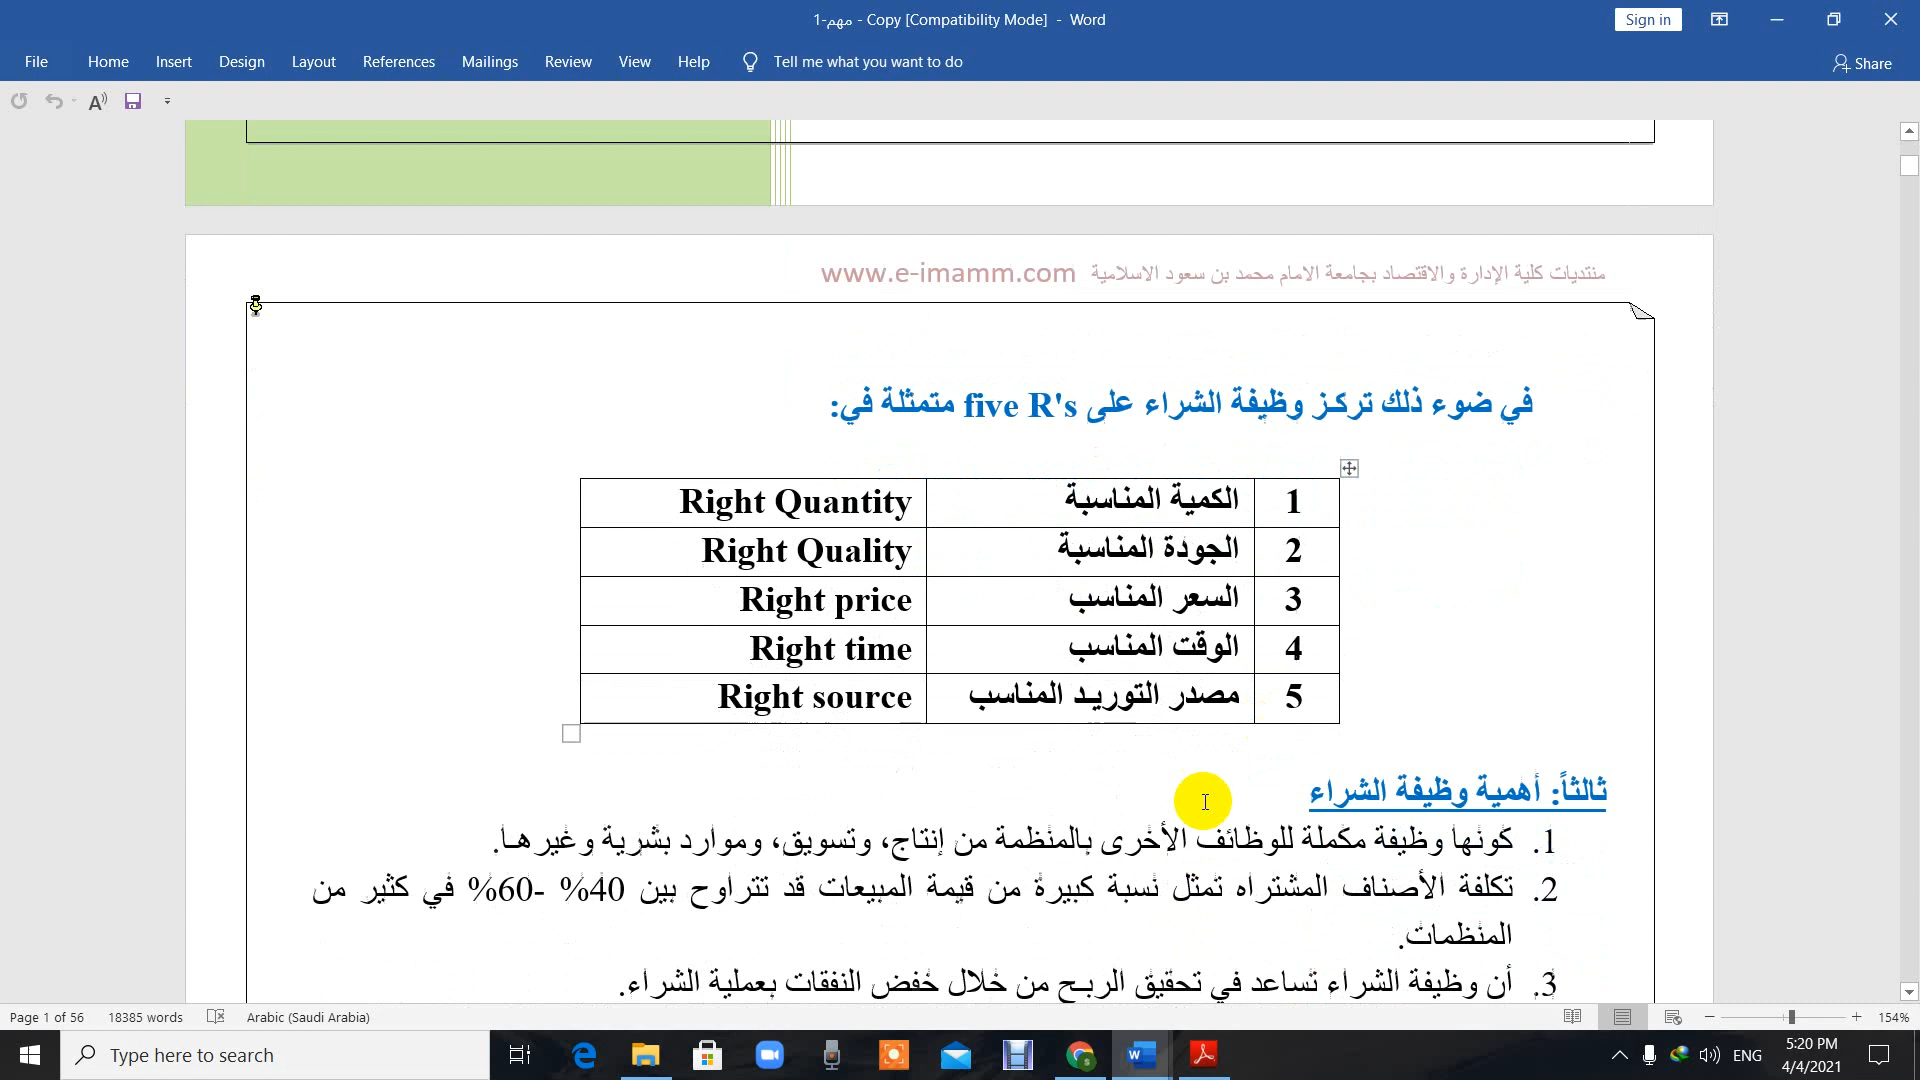 1-مهم - Copy [Compatibility Mode] - Word
Sign in
File Home Insert Design Layout References Mailings Review View Help Tell me what you want to do
Share
منتديات كلية الإدارة والاقتصاد بجامعة الامام محمد بن سعود الاسلامية www.e-imamm.com
في ضوء ذلك تركز وظيفة الشراء على five R's متمثلة في:
1 الكمية المناسبة Right Quantity
2 الجودة المناسبة Right Quality
3 السعر المناسب Right price
4 الوقت المناسب Right time
5 مصدر التوريد المناسب Right source
ثالثاً: أهمية وظيفة الشراء
1. كونها وظيفة مكملة للوظائف الأخرى بالمنظمة من إنتاج، وتسويق، وموارد بشرية وغيرها.
2. تكلفة الأصناف المشتراه تمثل نسبة كبيرة من قيمة المبيعات قد تتراوح بين 40% -60% في كثير من
المنظمات.
3. أن وظيفة الشراء تساعد في تحقيق الربح من خلال خفض النفقات بعملية الشراء.
Page 1 of 56 18385 words Arabic (Saudi Arabia) 154%
Type here to search
ENG
5:20 PM
4/4/2021